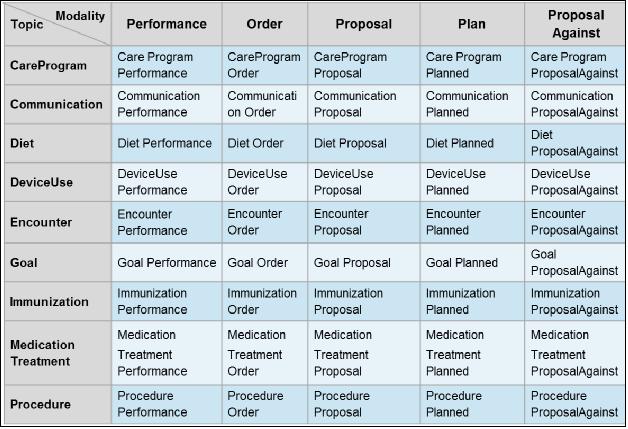 Modality
Topic
Performance
Order
Proposal
Plan
Proposal
Against
CareProgram
Care Program
Performance
CareProgram
Order
CareProgram
Proposal
Care Program
Planned
Care Program
ProposalAgainst
Communication
Communication
Performance
Communicati
on Order
Communication
Proposal
Communication
Planned
Communication
ProposalAgainst
Diet
Diet Performance
Diet Order
Diet Proposal
Diet Planned
Diet
ProposalAgainst
DeviceUse
DeviceUse
Performance
DeviceUse
Order
DeviceUse
Proposal
DeviceUse
Planned
DeviceUse
ProposalAgainst
Encounter
Encounter
Performance
Encounter
Order
Encounter
Proposal
Encounter
Planned
Encounter
ProposalAgainst
Goal
Goal Performance
Goal Order
Goal Proposal
Goal Planned
Goal
ProposalAgainst
Immunization
Immunization
Performance
Immunization
Order
Immunization
Proposal
Immunization
Planned
Immunization
ProposalAgainst
Medication
Treatment
Medication
Treatment
Performance
Medication
Treatment
Order
Medication
Treatment
Proposal
Medication
Treatment
Planned
Medication
Treatment
ProposalAgainst
Procedure
Procedure
Performance
Procedure
Order
Procedure
Proposal
Procedure
Planned
Procedure
ProposalAgainst